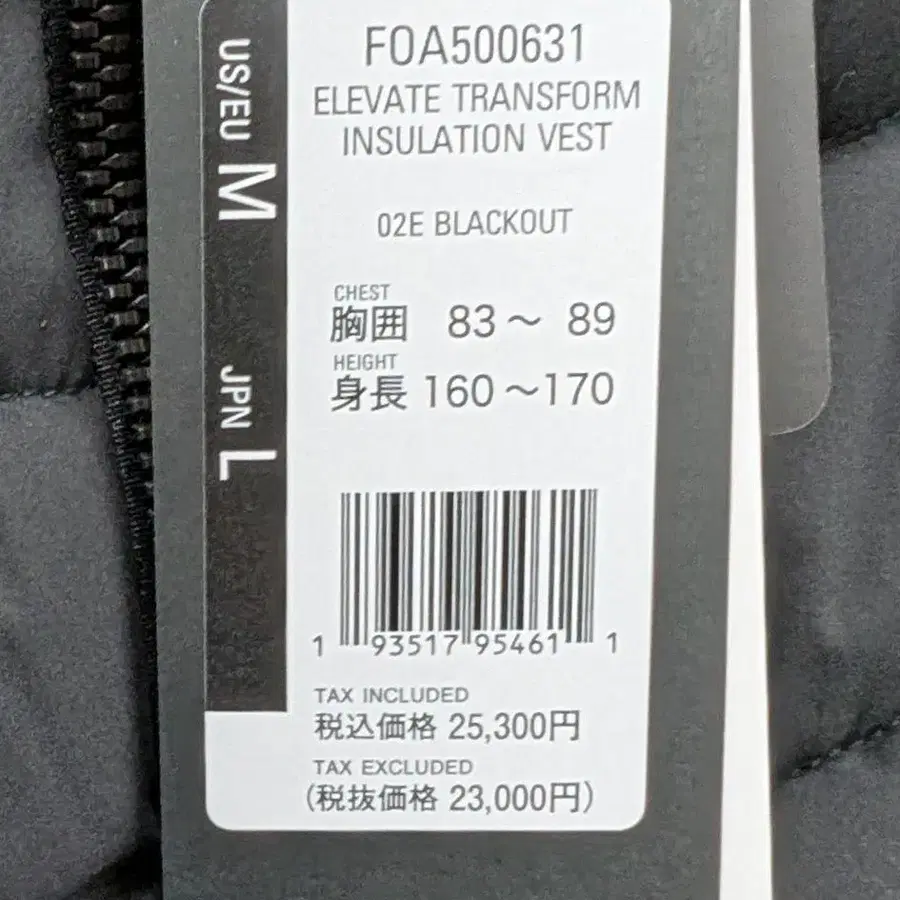 US/EU M
JPN L
FOA500631
ELEVATE TRANSFORM
INSULATION VEST
02E BLACKOUT
CHEST
胸囲 83～ 89
HEIGHT
身長 160～170
1 93517 95461 1
TAX INCLUDED
税込価格 25,300円
TAX EXCLUDED
(税抜価格 23,000円)